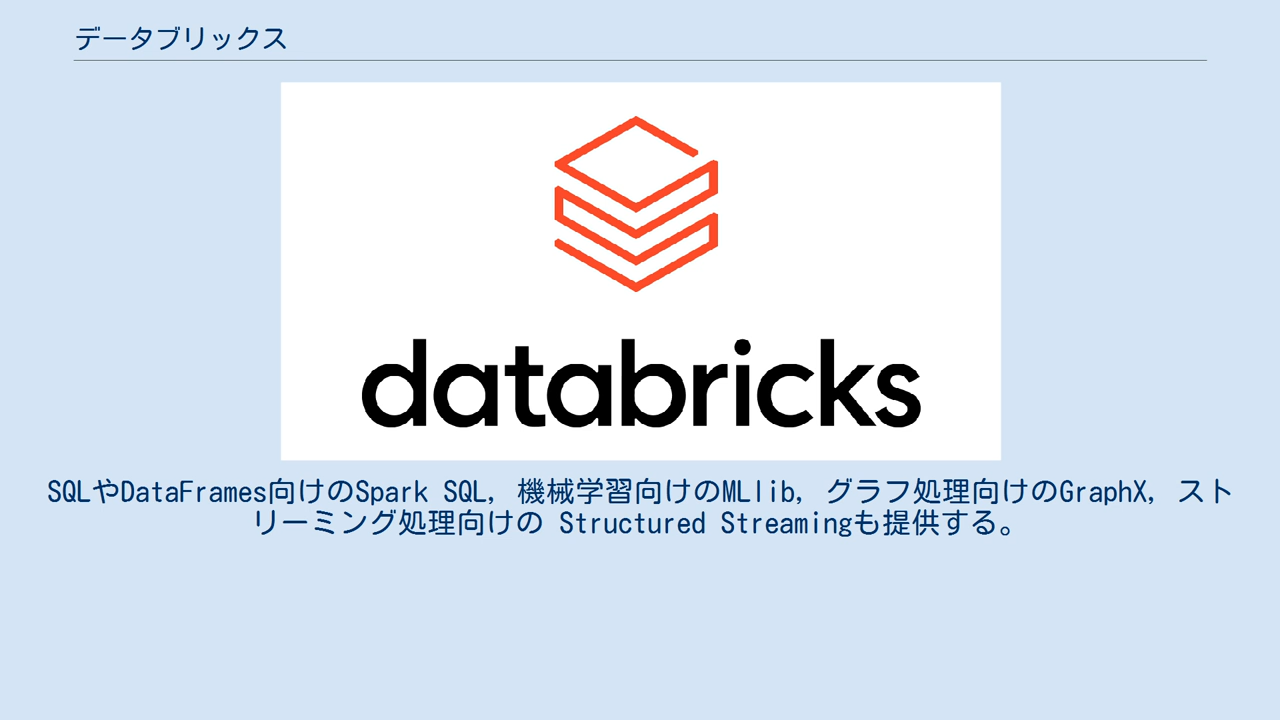 データブリックス
databricks
SQLやDataFrames向けのSpark SQL, 機械学習向けのMLlib, グラフ処理向けのGraphX, スト
リーミング処理向けの Structured Streamingも提供する。